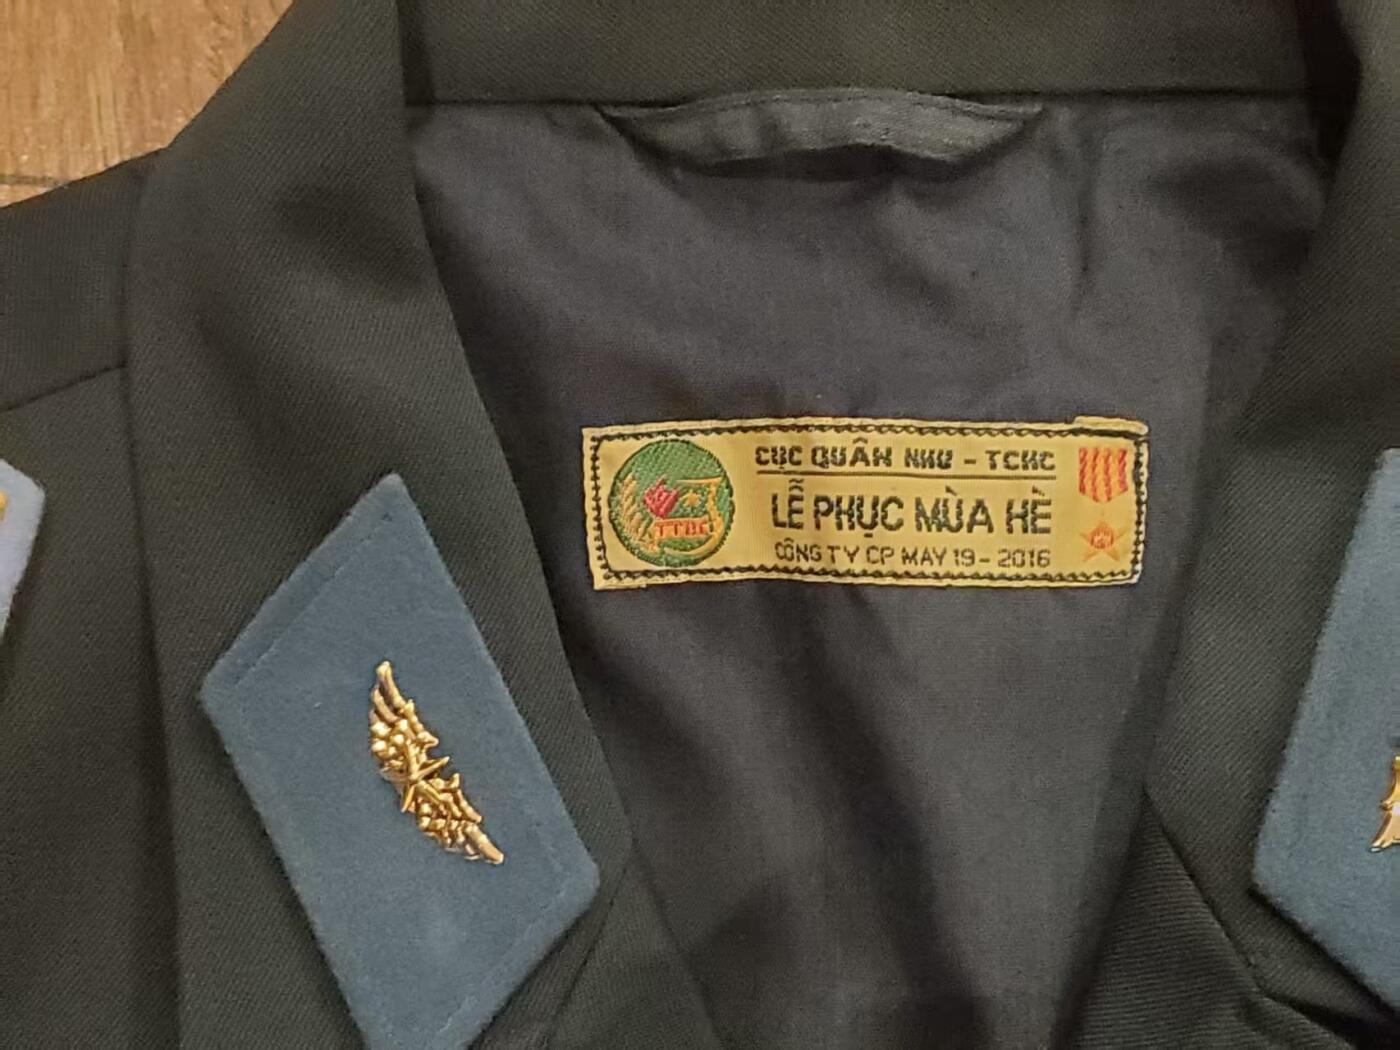 CỤC QUÂN NHU - TCHC
LỄ PHỤC MÙA HÈ
CÔNG TY CP MAY 19 - 2016